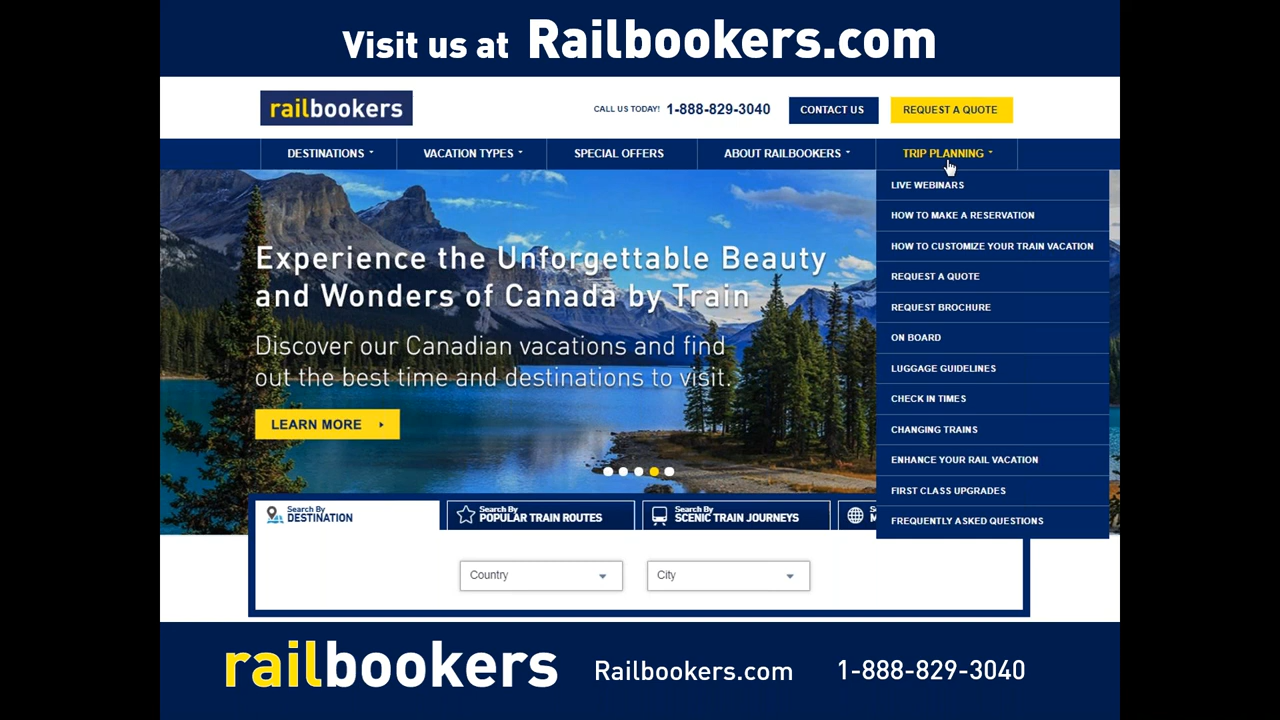 Visit us at Railbookers.com
railbookers
CALL US TODAY! 1-888-829-3040
CONTACT US
REQUEST A QUOTE
DESTINATIONS
VACATION TYPES
SPECIAL OFFERS
ABOUT RAILBOOKERS
TRIP PLANNING
LIVE WEBINARS
HOW TO MAKE A RESERVATION
HOW TO CUSTOMIZE YOUR TRAIN VACATION
REQUEST A QUOTE
REQUEST BROCHURE
ON BOARD
LUGGAGE GUIDELINES
CHECK IN TIMES
CHANGING TRAINS
ENHANCE YOUR RAIL VACATION
FIRST CLASS UPGRADES
FREQUENTLY ASKED QUESTIONS
Experience the Unforgettable Beauty
and Wonders of Canada by Train
Discover our Canadian vacations and find
out the best time and destinations to visit.
LEARN MORE
Search By
DESTINATION
Search By
POPULAR TRAIN ROUTES
Search By
SCENIC TRAIN JOURNEYS
Country
City
railbookers
Railbookers.com
1-888-829-3040